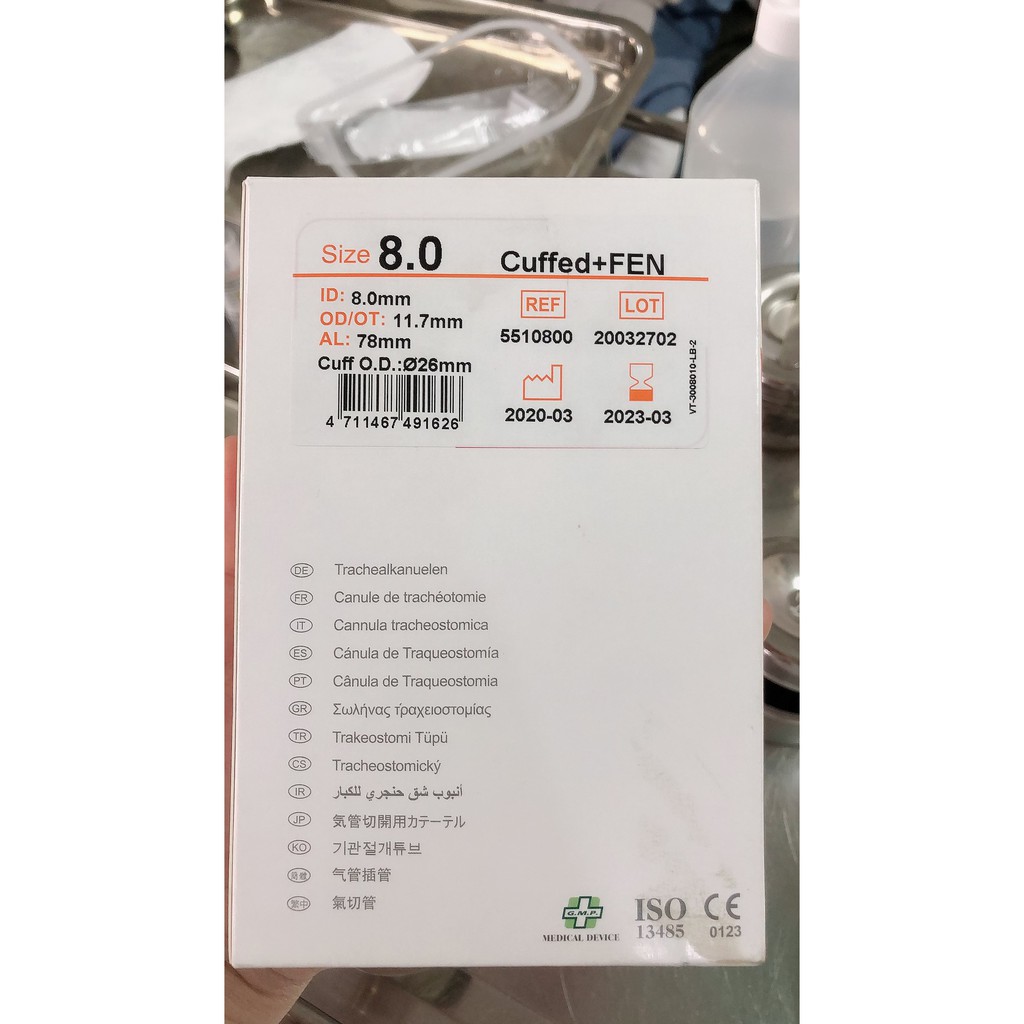 Size 8.0 Cuffed+FEN
ID: 8.0mm
OD/OT: 11.7mm
AL: 78mm
Cuff O.D.:Ø26mm
4 711467 491626
REF LOT
5510800 20032702
2020-03 2023-03
VT-3008010-LB-2
DE Trachealkanuelen
FR Canule de trachéotomie
IT Cannula tracheostomica
ES Cánula de Traqueostomía
PT Cânula de Traqueostomia
GR Σωλήνας τραχειοστομίας
TR Trakeostomi Tüpü
CS Tracheostomický
IR أنبوب شق حنجري للكبار
JP 気管切開用カテーテル
KO 기관절개튜브
气管插管
繁中 氣切管
G.M.P.
MEDICAL DEVICE
ISO
13485
CE
0123